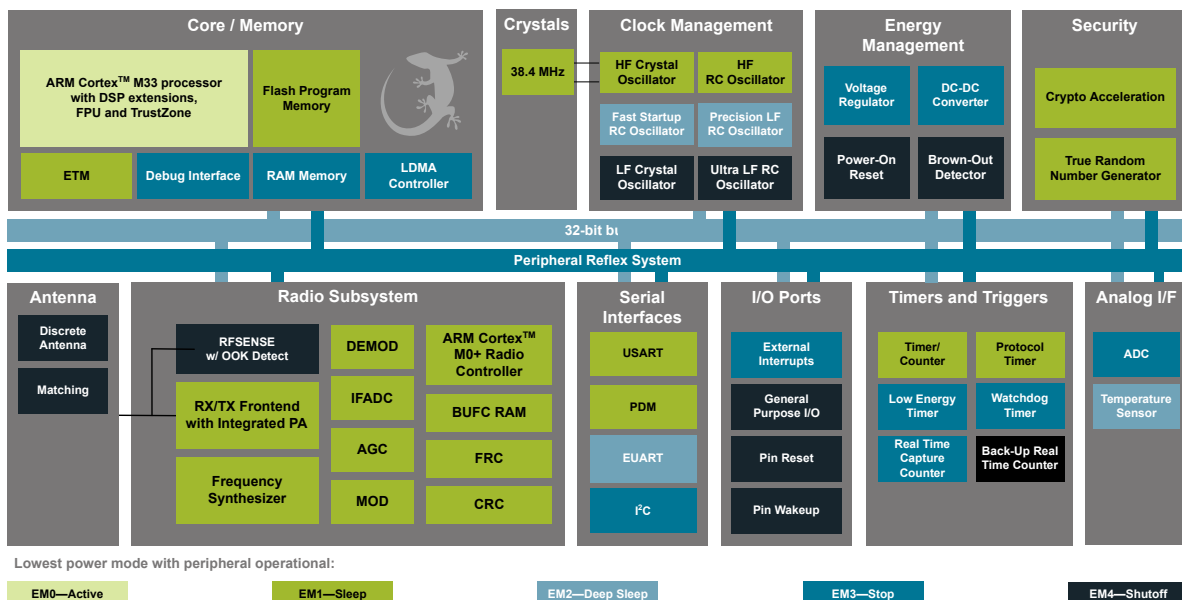 Core / Memory
ARM Cortex™ M33 processor
with DSP extensions,
FPU and TrustZone
Flash Program
Memory
ETM
Debug Interface
RAM Memory
LDMA
Controller
Crystals
38.4 MHz
Clock Management
HF Crystal
Oscillator
HF
RC Oscillator
Fast Startup
RC Oscillator
Precision LF
RC Oscillator
LF Crystal
Oscillator
Ultra LF RC
Oscillator
Energy
Management
Voltage
Regulator
DC-DC
Converter
Power-On
Reset
Brown-Out
Detector
Security
Crypto Acceleration
True Random
Number Generator
32-bit
Peripheral Reflex System
Antenna
Discrete
Antenna
Matching
Radio Subsystem
RFSENSE
w/ OOK Detect
RX/TX Frontend
with Integrated PA
Frequency
Synthesizer
DEMOD
IFADC
AGC
MOD
ARM Cortex™
M0+ Radio
Controller
BUFC RAM
FRC
CRC
Serial
Interfaces
USART
PDM
EUART
I²C
I/O Ports
External
Interrupts
General
Purpose I/O
Pin Reset
Pin Wakeup
Timers and Triggers
Timer/
Counter
Protocol
Timer
Low Energy
Timer
Watchdog
Timer
Real Time
Capture
Counter
Back-Up Real
Time Counter
Analog I/F
ADC
Temperature
Sensor
Lowest power mode with peripheral operational:
EM0—Active
EM1—Sleep
EM2—Deep Sleep
EM3—Stop
EM4—Shutoff